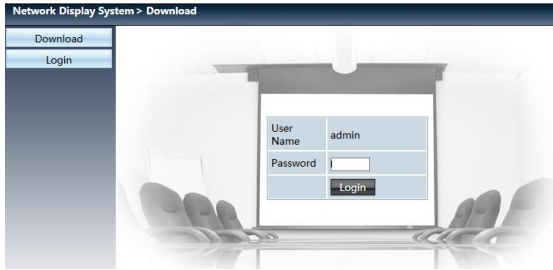 Network Display System > Download
Download
Login
User
Name
admin
Password
Login